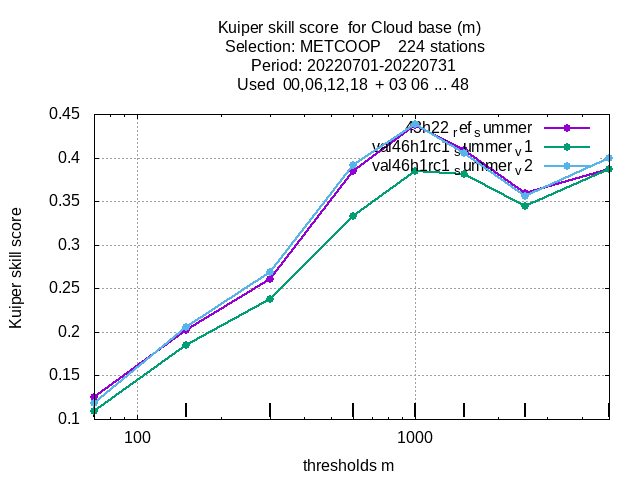 Kuiper skill score  for Cloud base (m)
Selection: METCOOP    224 stations
Period: 20220701-20220731
Used  00,06,12,18  + 03 06 ... 48
0.45
0.4
0.35
0.3
0.25
0.2
0.15
0.1
Kuiper skill score
43h22_ref_summer
val46h1rc1_summer_v1
val46h1rc1_summer_v2
100
1000
thresholds m